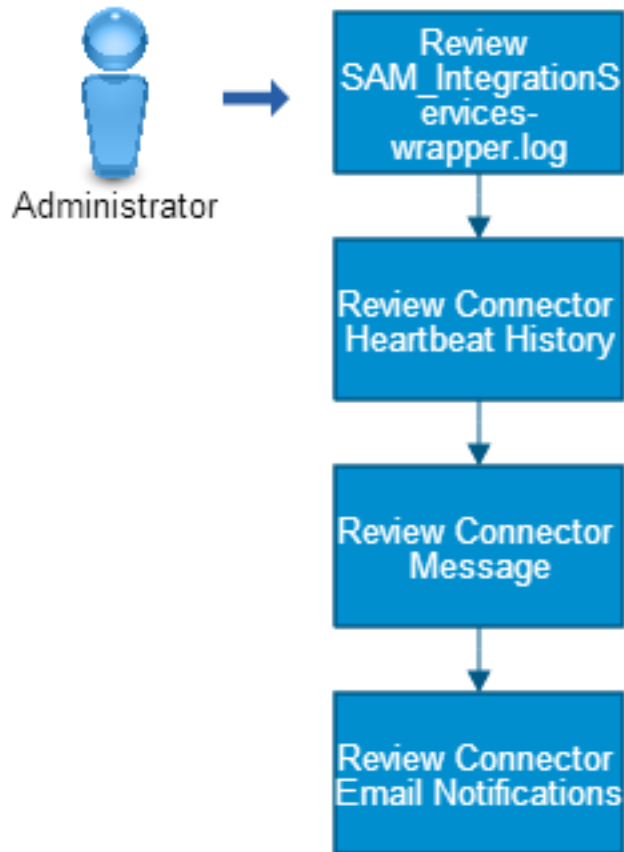 Administrator
Review
SAM_IntegrationS
ervices-
wrapper.log
Review Connector
Heartbeat History
Review Connector
Message
Review Connector
Email Notifications